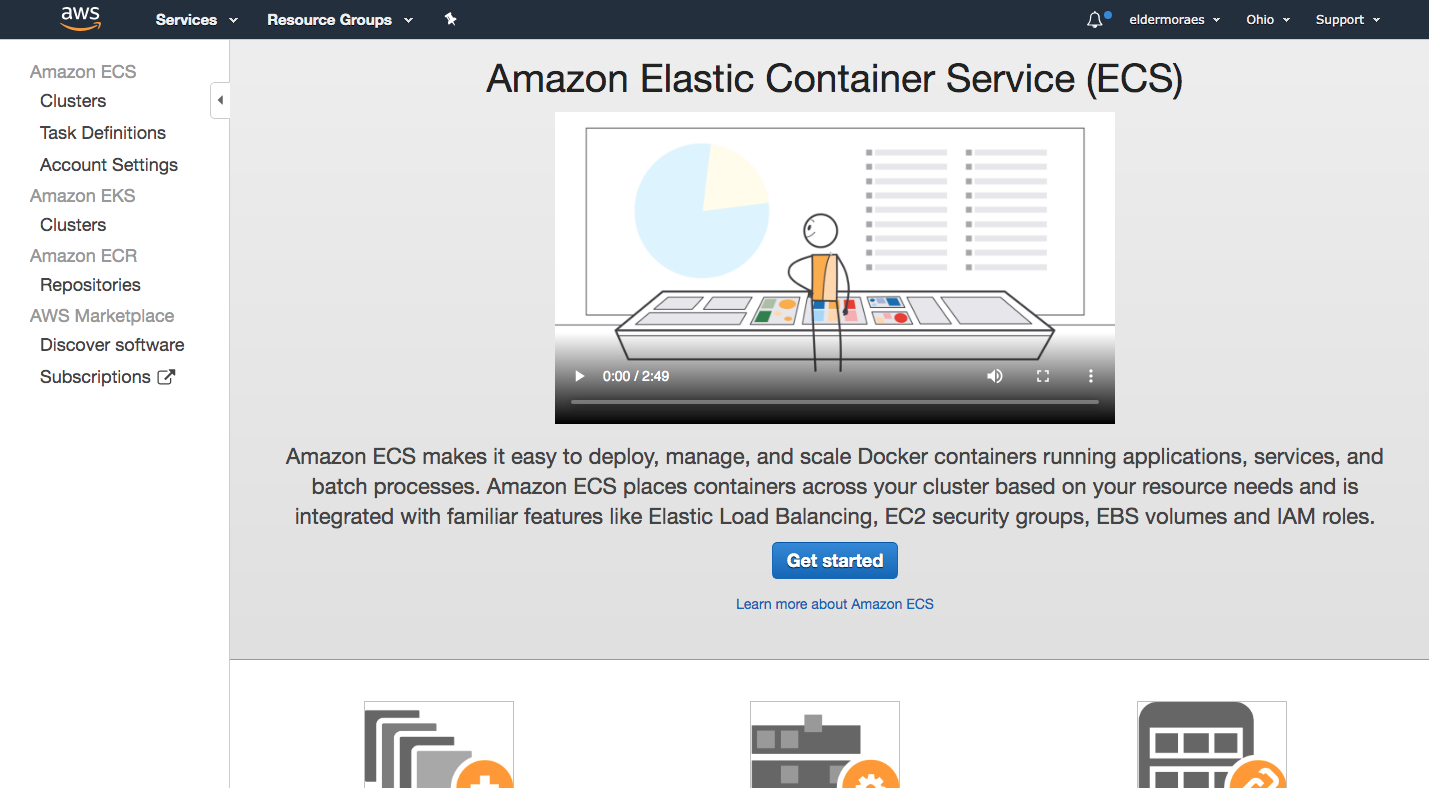 aws Services Resource Groups eldermoraes Ohio Support
Amazon ECS
Clusters
Task Definitions
Account Settings
Amazon EKS
Clusters
Amazon ECR
Repositories
AWS Marketplace
Discover software
Subscriptions
Amazon Elastic Container Service (ECS)
0:00 / 2:49
Amazon ECS makes it easy to deploy, manage, and scale Docker containers running applications, services, and
batch processes. Amazon ECS places containers across your cluster based on your resource needs and is
integrated with familiar features like Elastic Load Balancing, EC2 security groups, EBS volumes and IAM roles.
Get started
Learn more about Amazon ECS